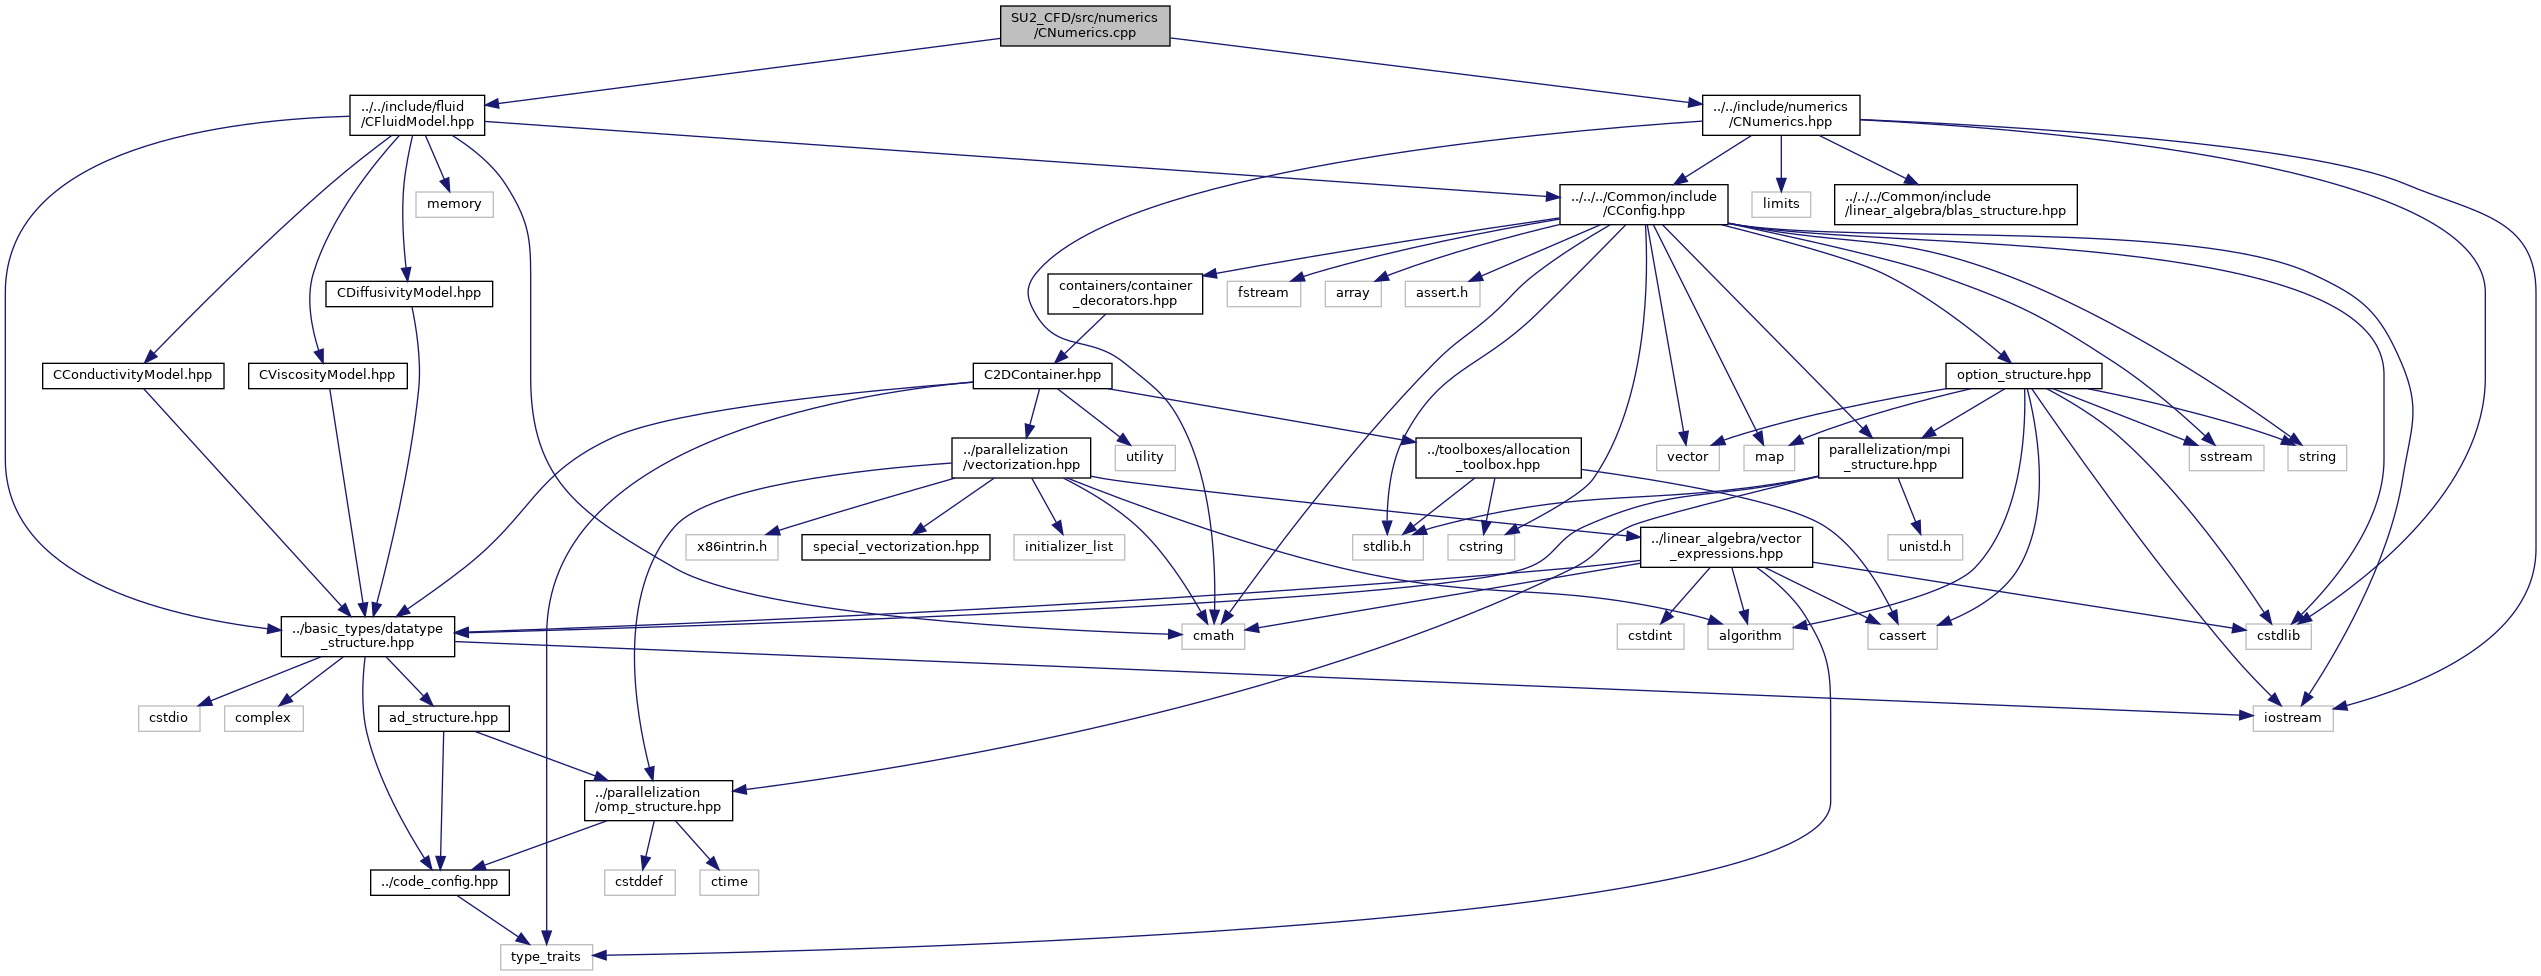 SU2_CFD/src/numerics
/CNumerics.cpp
../../include/fluid
/CFluidModel.hpp
../../include/numerics
/CNumerics.hpp
memory
../../../Common/include
/CConfig.hpp
limits
../../../Common/include
/linear_algebra/blas_structure.hpp
CDiffusivityModel.hpp
containers/container
_decorators.hpp
fstream
array
assert.h
CConductivityModel.hpp
CViscosityModel.hpp
C2DContainer.hpp
option_structure.hpp
../parallelization
/vectorization.hpp
utility
../toolboxes/allocation
_toolbox.hpp
vector
map
parallelization/mpi
_structure.hpp
sstream
string
x86intrin.h
special_vectorization.hpp
initializer_list
stdlib.h
cstring
../linear_algebra/vector
_expressions.hpp
unistd.h
../basic_types/datatype
_structure.hpp
cmath
cstdint
algorithm
cassert
cstdlib
cstdio
complex
ad_structure.hpp
iostream
../parallelization
/omp_structure.hpp
../code_config.hpp
cstddef
ctime
type_traits